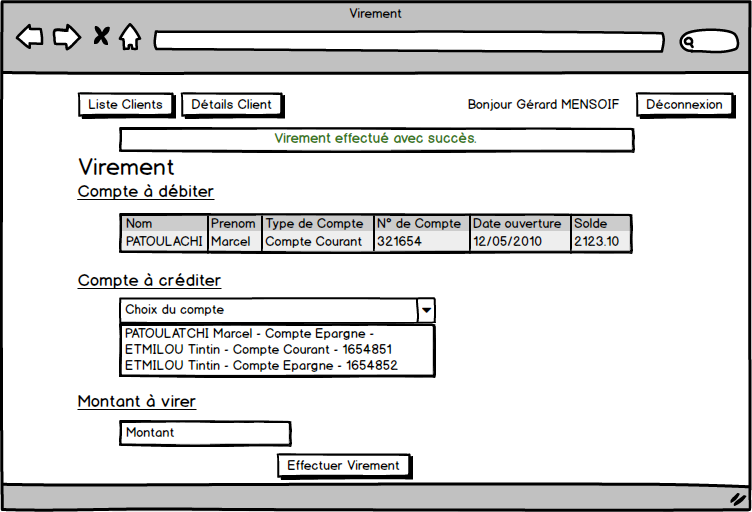 Virement
Liste Clients Détails Client Bonjour Gérard MENSOIF Déconnexion
Virement effectué avec succès.
Virement
Compte à débiter
Nom Prenom Type de Compte N° de Compte Date ouverture Solde
PATOULACHI Marcel Compte Courant 321654 12/05/2010 2123.10
Compte à créditer
Choix du compte
PATOULATCHI Marcel - Compte Epargne -
ETMILOU Tintin - Compte Courant - 1654851
ETMILOU Tintin - Compte Epargne - 1654852
Montant à virer
Montant
Effectuer Virement